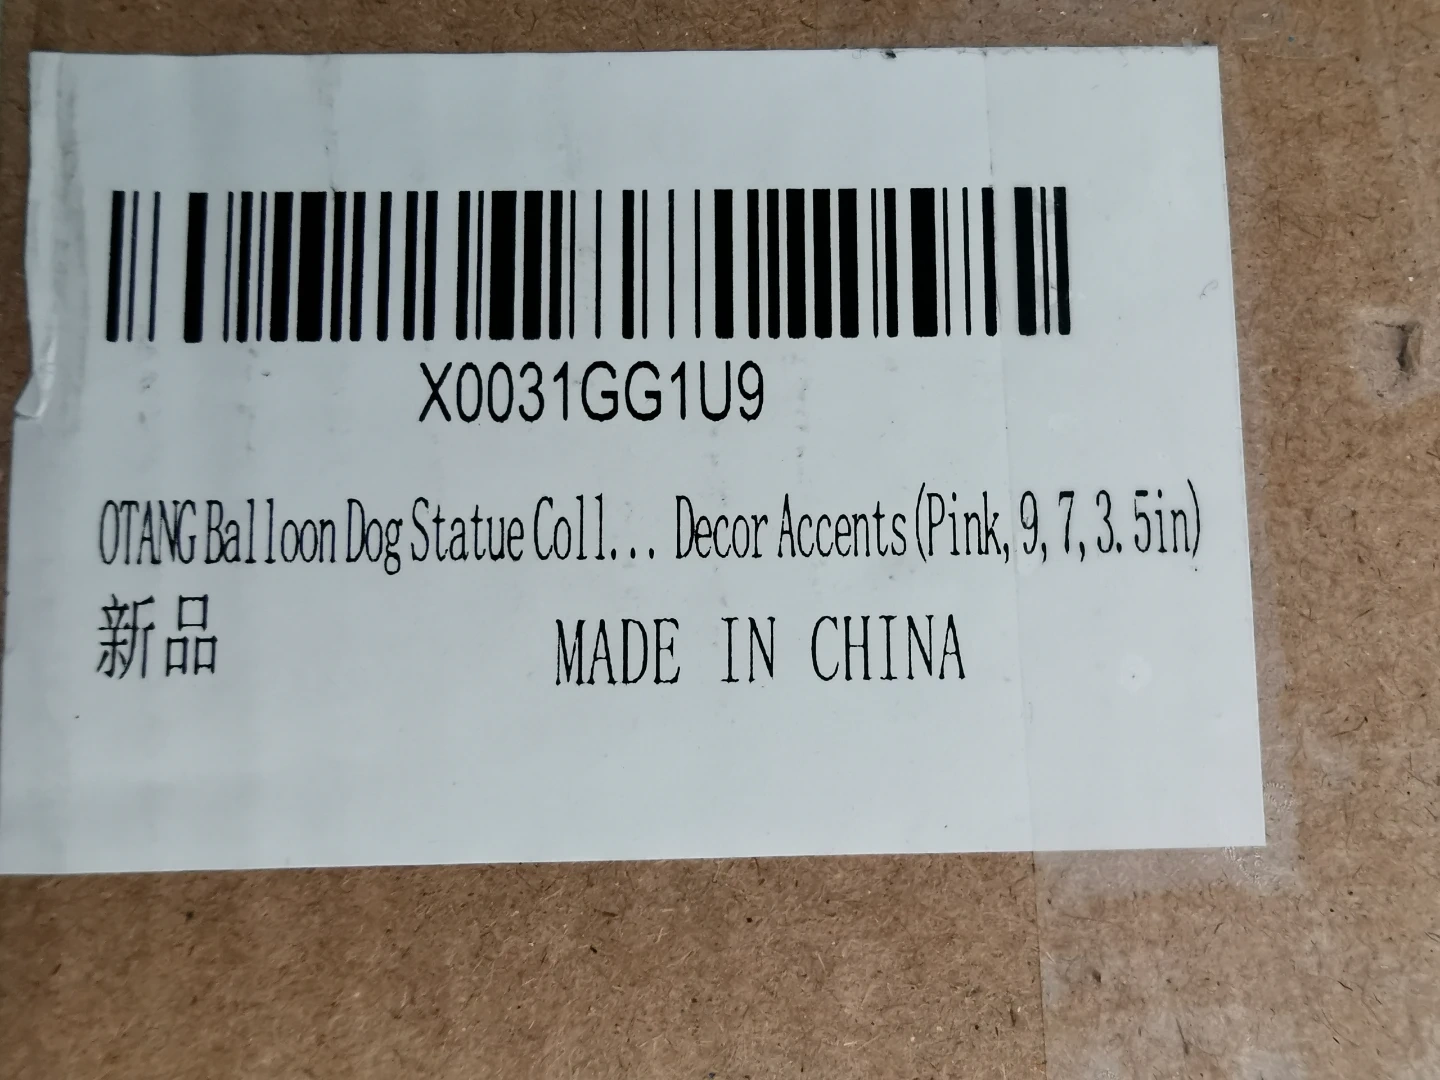 X0031GG1U9
OTANG Balloon Dog Statue Coll... Decor Accents (Pink, 9, 7, 3.5in)
新品
MADE IN CHINA